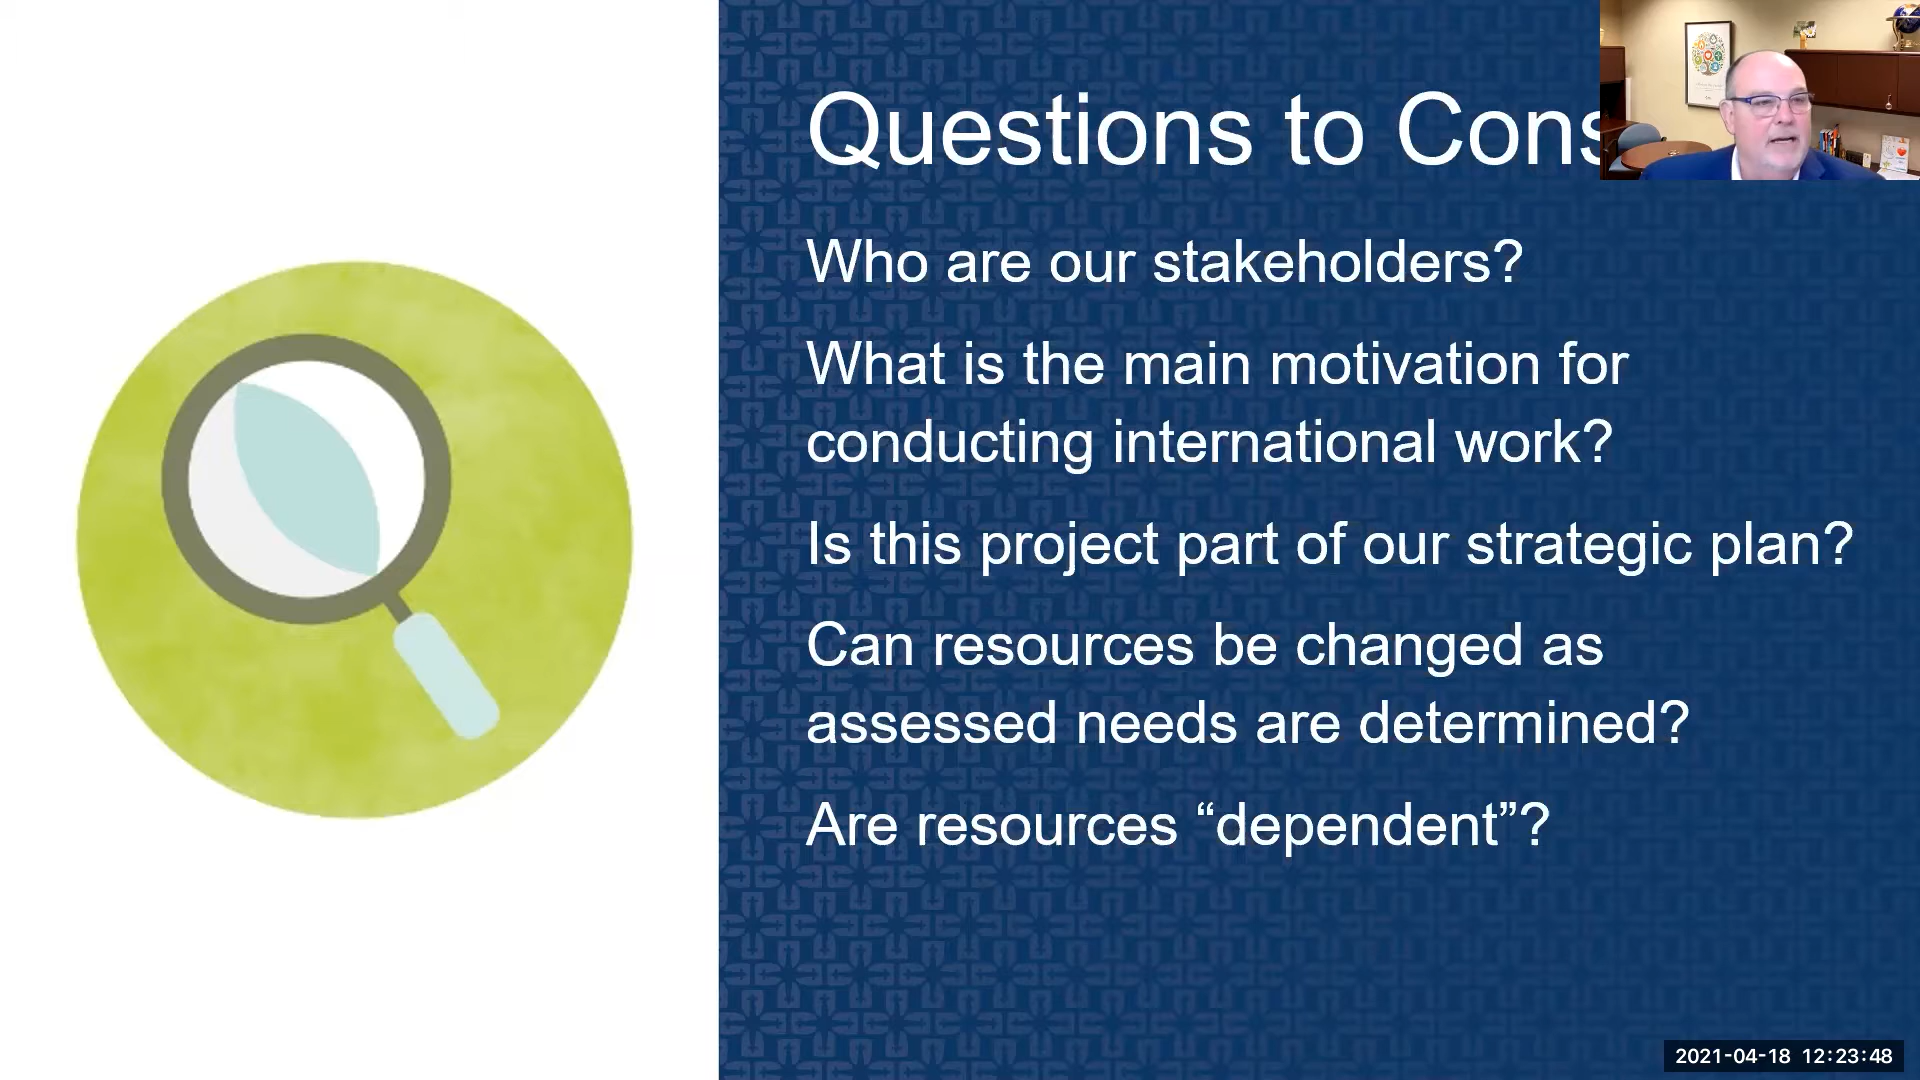 Questions to Cons
Who are our stakeholders?
What is the main motivation for
conducting international work?
Is this project part of our strategic plan?
Can resources be changed as
assessed needs are determined?
Are resources “dependent”?
2021-04-18 12:23:48